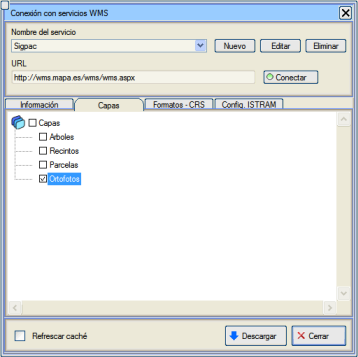 Conexión con servicios WMS
Nombre del servicio
Sigpac Nuevo Editar Eliminar
URL
http://wms.mapa.es/wms/wms.aspx Conectar
Información Capas Formatos - CRS Config. ISTRAM
Capas
Arboles
Recintos
Parcelas
Ortofotos
Refrescar caché Descargar Cerrar